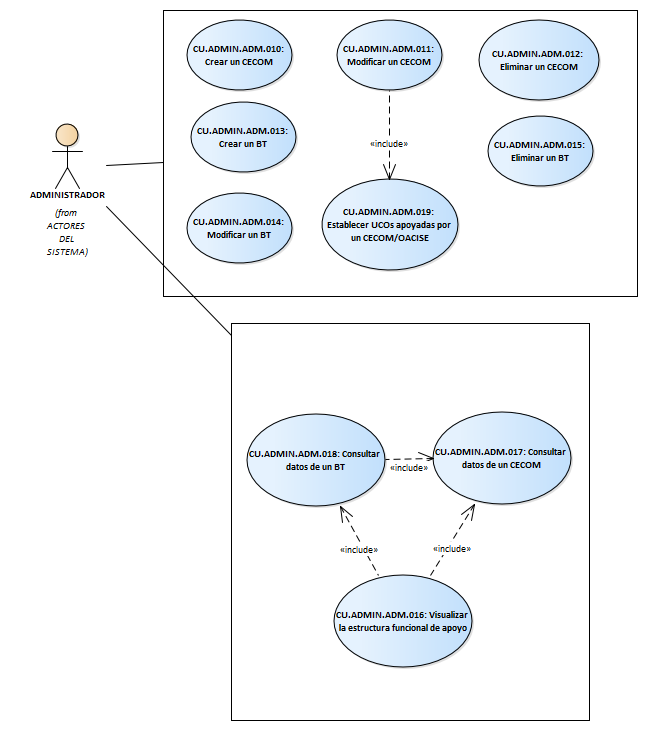 CU.ADMIN.ADM.010:
Crear un CECOM
CU.ADMIN.ADM.011:
Modificar un CECOM
CU.ADMIN.ADM.012:
Eliminar un CECOM
CU.ADMIN.ADM.013:
Crear un BT
«include»
CU.ADMIN.ADM.015:
Eliminar un BT
ADMINISTRADOR
(from
ACTORES
DEL
SISTEMA)
CU.ADMIN.ADM.014:
Modificar un BT
CU.ADMIN.ADM.019:
Establecer UCOs apoyadas por
un CECOM/OACISE
CU.ADMIN.ADM.018: Consultar
datos de un BT
«include»
CU.ADMIN.ADM.017: Consultar
datos de un CECOM
«include»
«include»
CU.ADMIN.ADM.016: Visualizar
la estructura funcional de apoyo